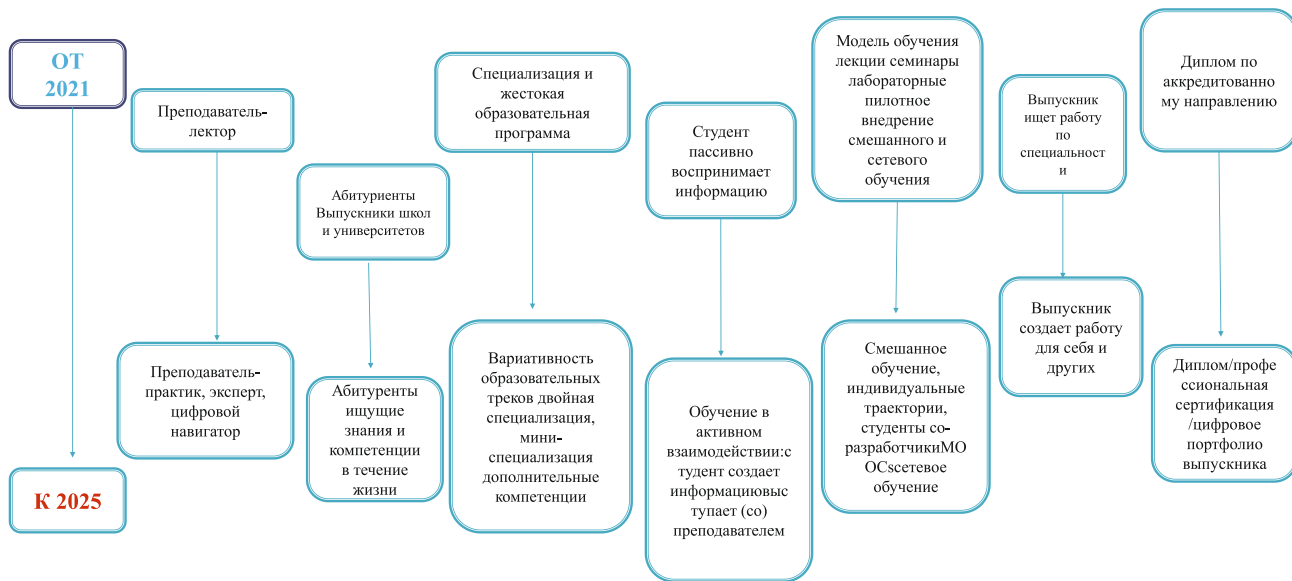 ОТ
2021
К 2025
Преподаватель-
лектор
Преподаватель-
практик, эксперт,
цифровой
навигатор
Абитуриенты
Выпускники школ
и университетов
Абитуренты
ищущие
знания и
компетенции
в течение
жизни
Специализация и
жестокая
образовательная
программа
Вариативность
образовательных
треков двойная
специализация,
мини-
специализация
дополнительные
компетенции
Студент
пассивно
воспринимает
информацию
Обучение в
активном
взаимодействии:с
тудент создает
информациювыс
тупает (со)
преподавателем
Модель обучения
лекции семинары
лабораторные
пилотное
внедрение
смешанного и
сетевого
обучения
Смешанное
обучение,
индивидуальные
траектории,
студенты со-
разработчикиМО
ОСsсетевое
обучение
Выпускник
ищет работу
по
специальност
и
Выпускник
создает работу
для себя и
других
Диплом по
аккредитованно
му направлению
Диплом/профе
ссиональная
сертификация
/цифровое
портфолио
выпускника